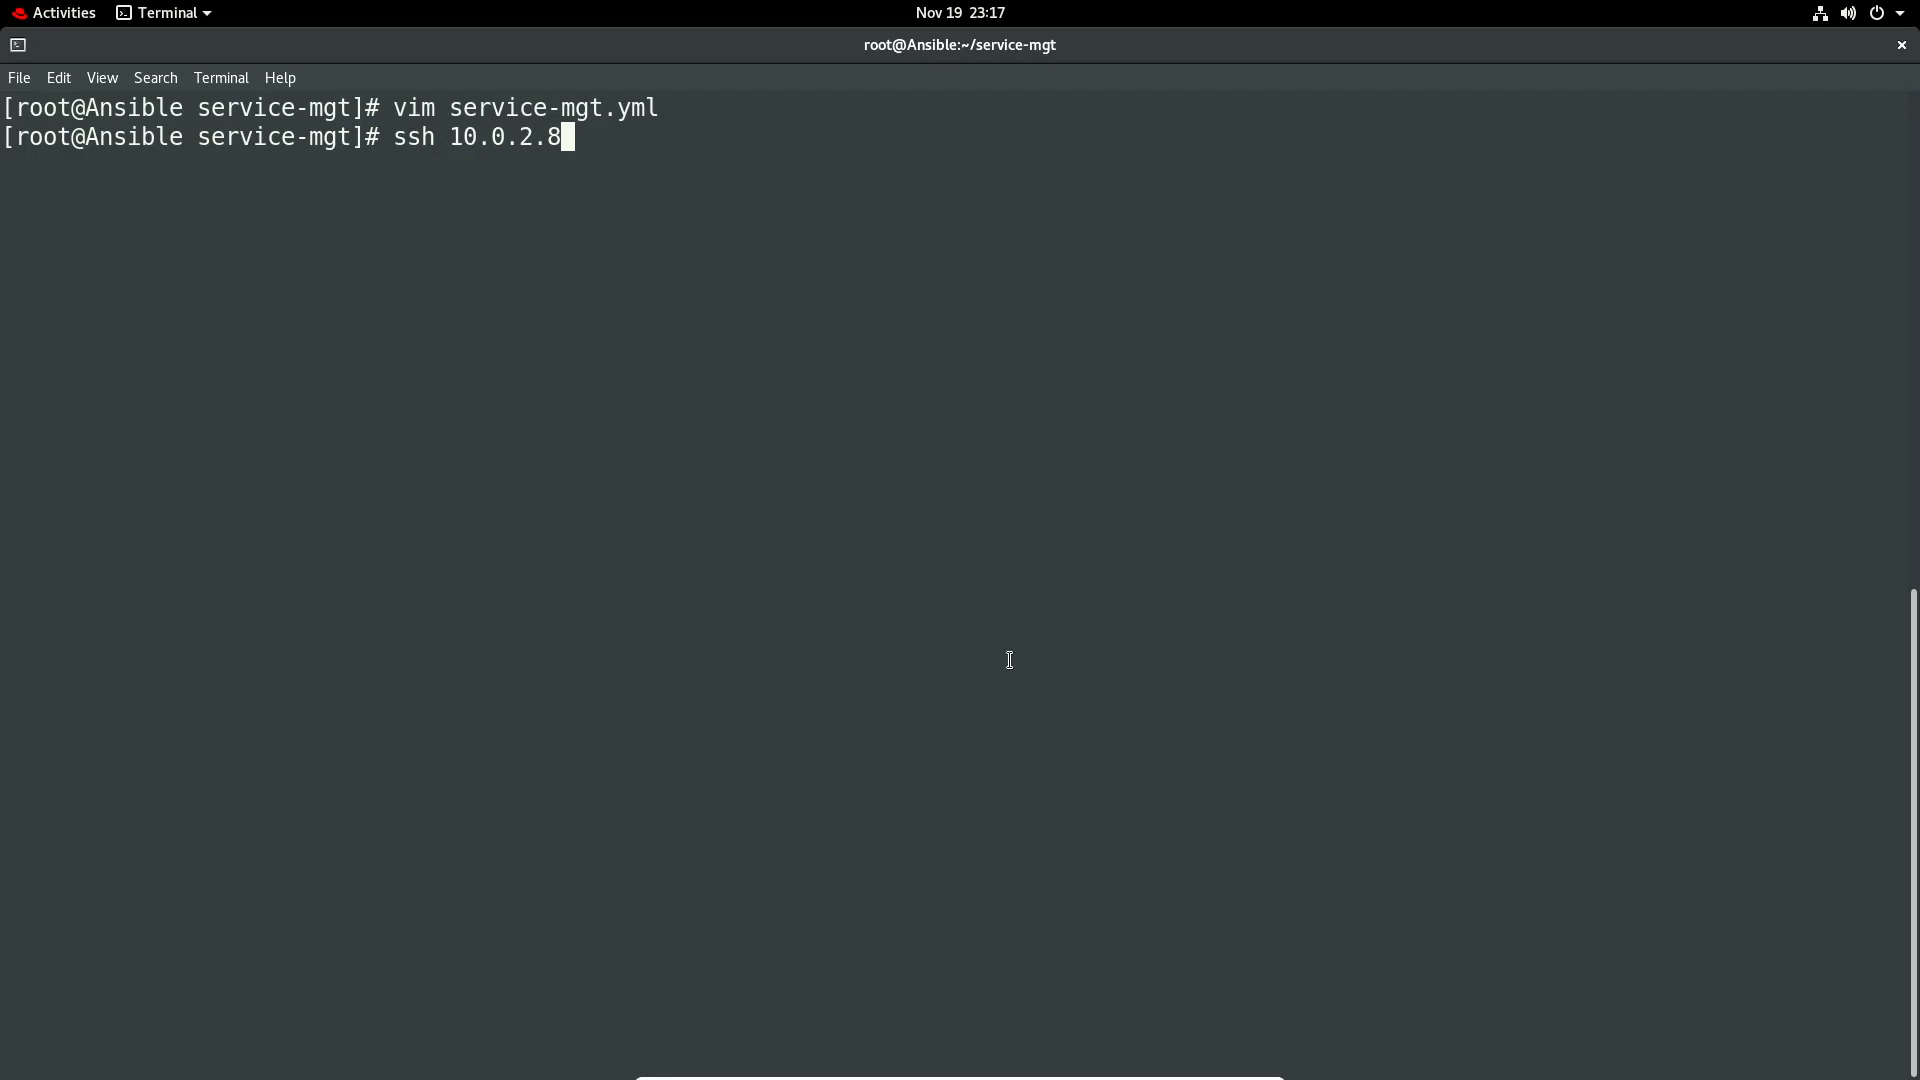 Activities Terminal Nov 19 23:17
root@Ansible:~/service-mgt
File Edit View Search Terminal Help
[root@Ansible service-mgt]# vim service-mgt.yml
[root@Ansible service-mgt]# ssh 10.0.2.8